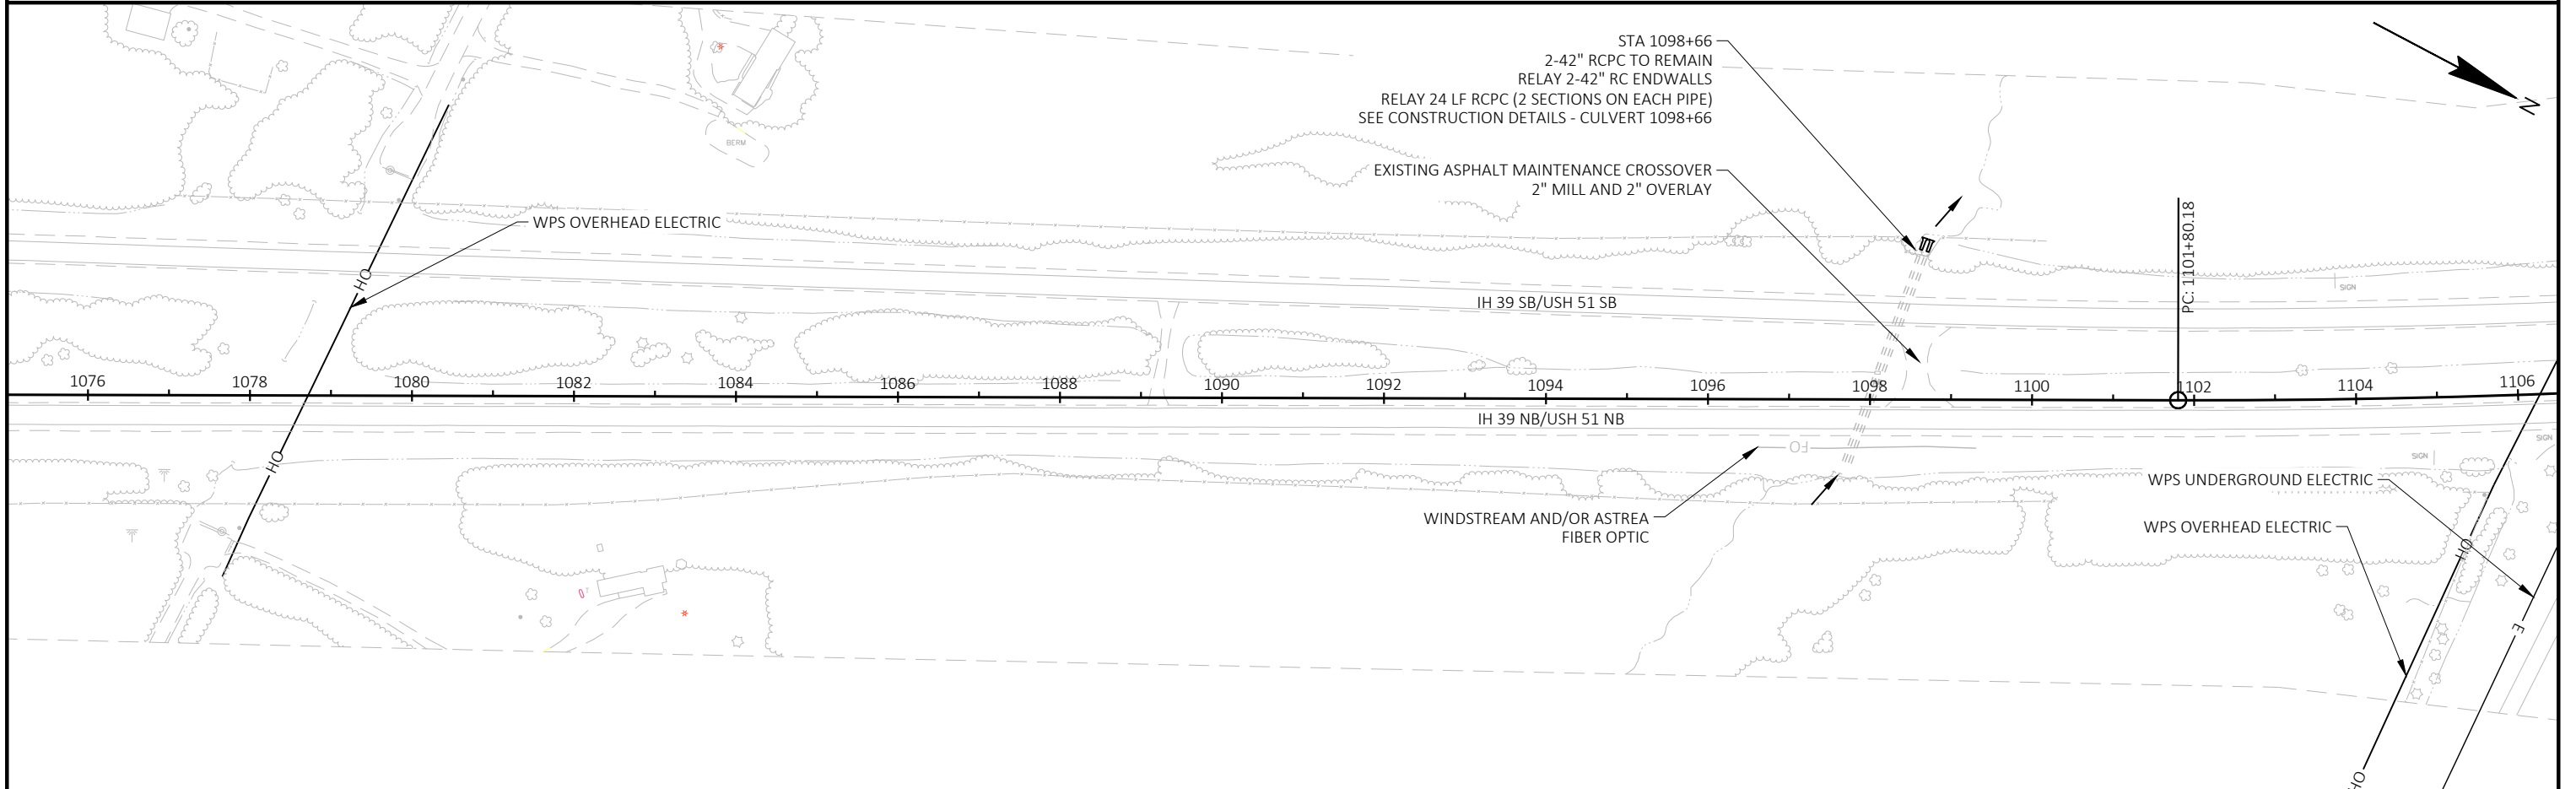 STA 1098+66
2-42" RCPC TO REMAIN
RELAY 2-42" RC ENDWALLS
RELAY 24 LF RCPC (2 SECTIONS ON EACH PIPE)
SEE CONSTRUCTION DETAILS - CULVERT 1098+66
N
BERM
EXISTING ASPHALT MAINTENANCE CROSSOVER
2" MILL AND 2" OVERLAY
WPS OVERHEAD ELECTRIC
PC: 1101+80.18
OH
SIGN
IH 39 SB/USH 51 SB
1076 1078 1080 1082 1084 1086 1088 1090 1092 1094 1096 1098 1100 1102 1104 1106
IH 39 NB/USH 51 NB
SIGN
FO
SIGN
OH
WPS UNDERGROUND ELECTRIC
WINDSTREAM AND/OR ASTREA
FIBER OPTIC
WPS OVERHEAD ELECTRIC
OH
E
OH